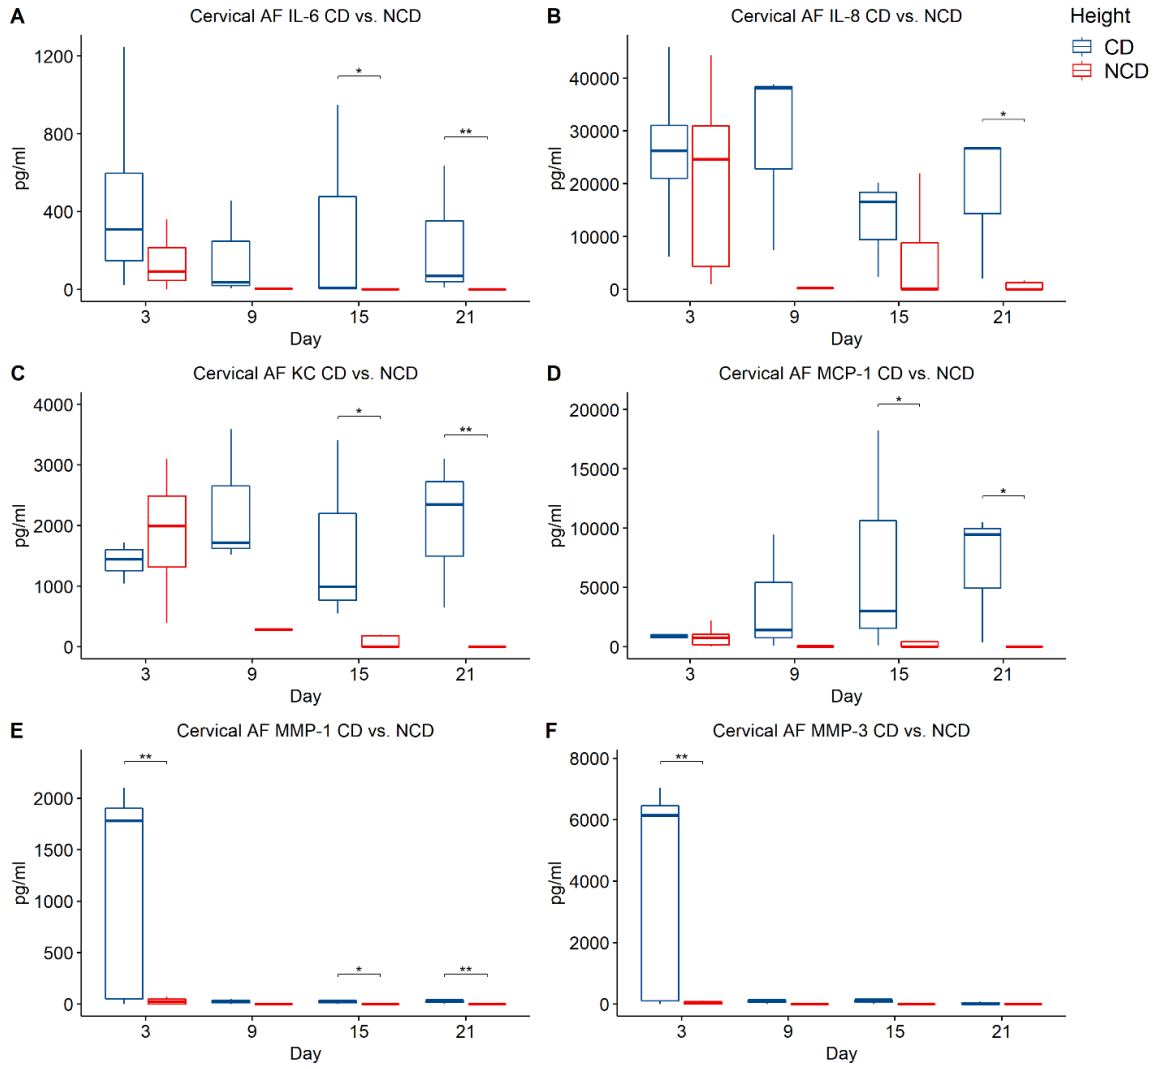 A
Cervical AF IL-6 CD vs. NCD
1200
800
400
0
pg/ml
*
**
3 9 15 21
Day
B
Cervical AF IL-8 CD vs. NCD
40000
30000
20000
10000
0
pg/ml
*
3 9 15 21
Day
Height
CD
NCD
C
Cervical AF KC CD vs. NCD
4000
3000
2000
1000
0
pg/ml
*
**
3 9 15 21
Day
D
Cervical AF MCP-1 CD vs. NCD
20000
15000
10000
5000
0
pg/ml
*
*
3 9 15 21
Day
E
Cervical AF MMP-1 CD vs. NCD
2000
1500
1000
500
0
pg/ml
**
*
**
3 9 15 21
Day
F
Cervical AF MMP-3 CD vs. NCD
8000
6000
4000
2000
0
pg/ml
**
3 9 15 21
Day